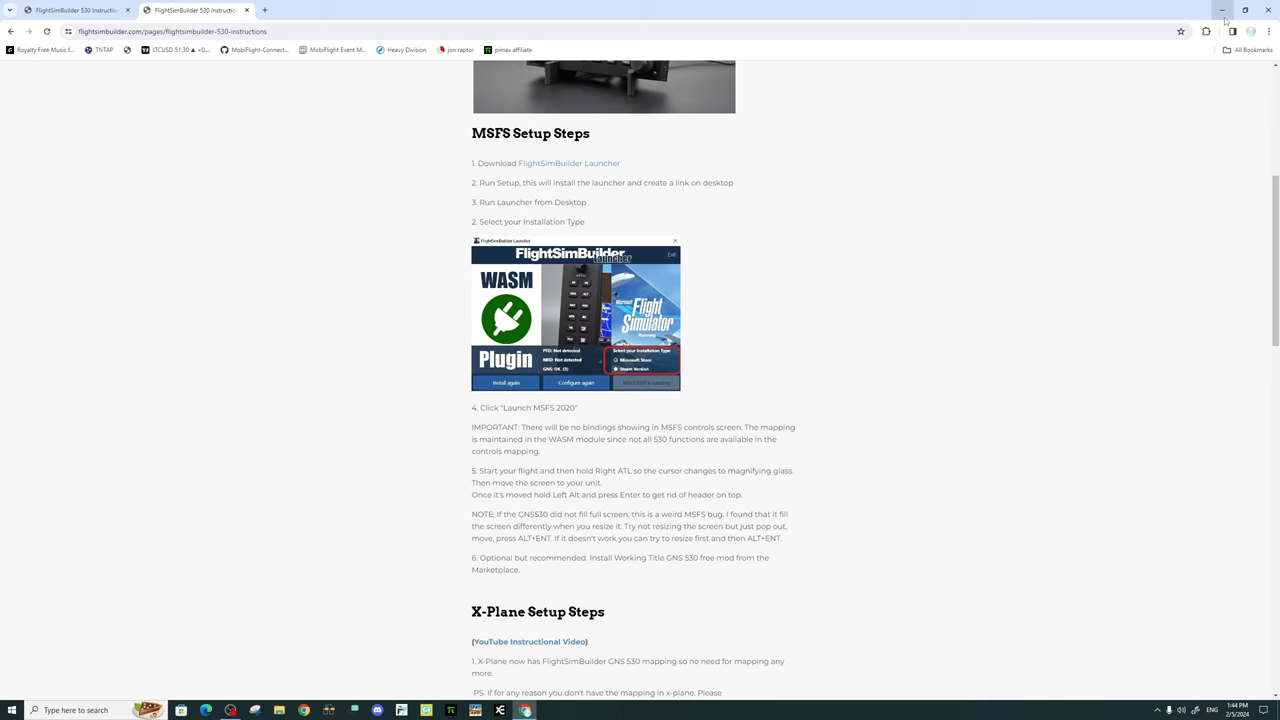 FlightSimBuilder 530 Instruction
FlightSimBuilder 530 Instruction
flightsimbuilder.com/pages/flightsimbuilder-530-instructions
Royalty Free Music f...
TNTAP
LTCUSD 51.30 ▲ +0....
MobiFlight-Connect...
MobiFlight Event M...
Heavy Division
jon raptor
pimax affiliate
All Bookmarks
MSFS Setup Steps
1. Download FlightSimBuilder Launcher
2. Run Setup, this will install the launcher and create a link on desktop
3. Run Launcher from Desktop
2. Select your Installation Type
FlightSimBuilder Launcher
FlightSimBuilder
Launcher
Exit
WASM
Microsoft
Flight
Simulator
Plugin
PFD: Not detected
MFD: Not detected
GNS: OK. (3)
Select your Installation Type
Microsoft Store
Steam Version
Install again
Configure again
MSFS2020 is running
4. Click "Launch MSFS 2020"
IMPORTANT: There will be no bindings showing in MSFS controls screen. The mapping
is maintained in the WASM module since not all 530 functions are available in the
controls mapping.
5. Start your flight and then hold Right ATL so the cursor changes to magnifying glass.
Then move the screen to your unit.
Once it's moved hold Left Alt and press Enter to get rid of header on top.
NOTE: If the GNS530 did not fill full screen, this is a weird MSFS bug. I found that it fill
the screen differently when you resize it. Try not resizing the screen but just pop out,
move, press ALT+ENT. If it doesn't work you can try to resize first and then ALT+ENT.
6. Optional but recommended. Install Working Title GNS 530 free mod from the
Marketplace.
X-Plane Setup Steps
(YouTube Instructional Video)
1. X-Plane now has FlightSimBuilder GNS 530 mapping so no need for mapping any
more.
PS. If for any reason you don't have the mapping in x-plane. Please
Type here to search
ENG
1:44 PM
2/5/2024